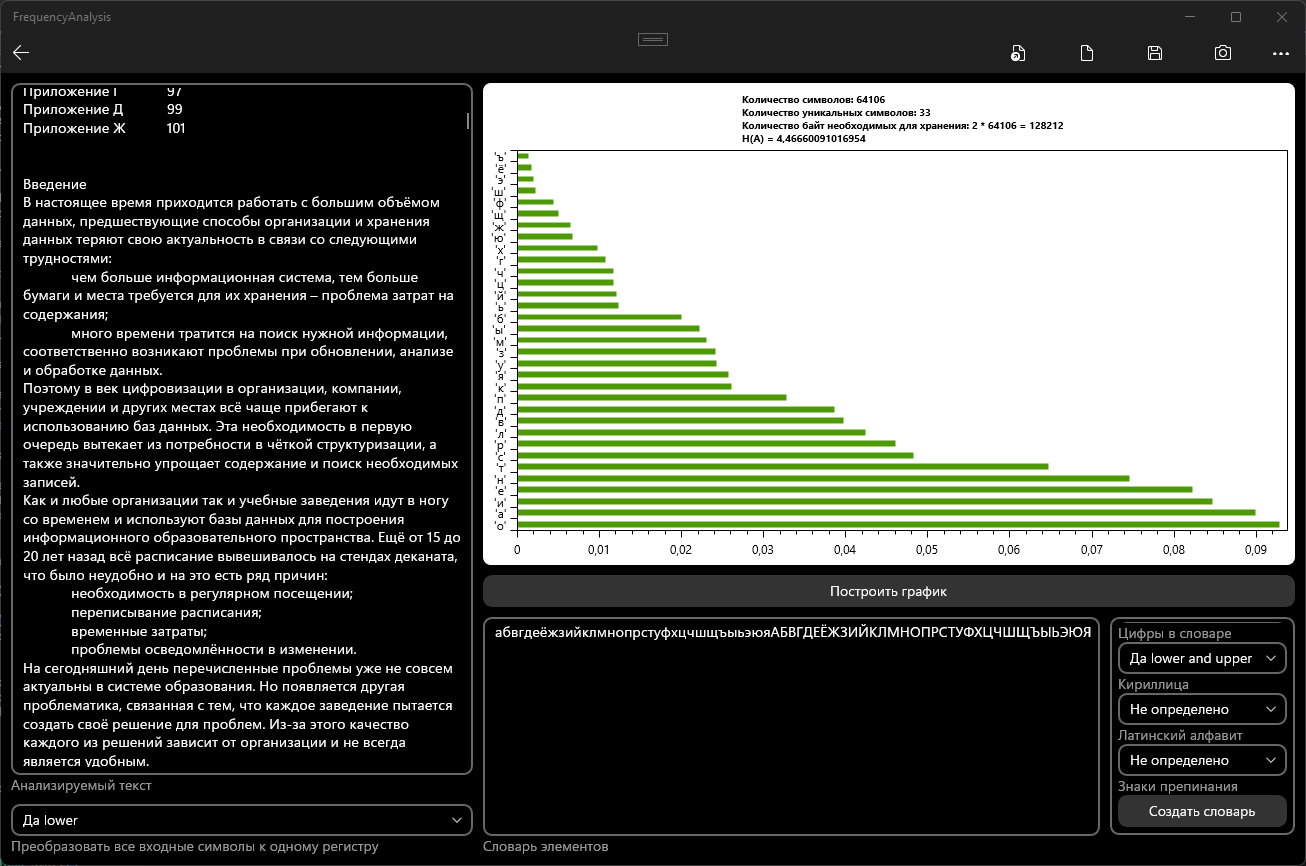 FrequencyAnalysis
Приложение Г 97
Приложение Д 99
Приложение Ж 101
Введение
В настоящее время приходится работать с большим объёмом
данных, предшествующие способы организации и хранения
данных теряют свою актуальность в связи со следующими
трудностями:
чем больше информационная система, тем больше
бумаги и места требуется для их хранения – проблема затрат на
содержания;
много времени тратится на поиск нужной информации,
соответственно возникают проблемы при обновлении, анализе
и обработке данных.
Поэтому в век цифровизации в организации, компании,
учреждении и других местах всё чаще прибегают к
использованию баз данных. Эта необходимость в первую
очередь вытекает из потребности в чёткой структуризации, а
также значительно упрощает содержание и поиск необходимых
записей.
Как и любые организации так и учебные заведения идут в ногу
со временем и используют базы данных для построения
информационного образовательного пространства. Ещё от 15 до
20 лет назад всё расписание вывешивалось на стендах деканата,
что было неудобно и на это есть ряд причин:
необходимость в регулярном посещении;
переписывание расписания;
временные затраты;
проблемы осведомлённости в изменении.
На сегодняшний день перечисленные проблемы уже не совсем
актуальны в системе образования. Но появляется другая
проблематика, связанная с тем, что каждое заведение пытается
создать своё решение для проблем. Из-за этого качество
каждого из решений зависит от организации и не всегда
является удобным.
Анализируемый текст
Да lower
Преобразовать все входные символы к одному регистру
Количество символов: 64106
Количество уникальных символов: 33
Количество байт необходимых для хранения: 2 * 64106 = 128212
H(A) = 4,46660091016954
'ъ'
'ё'
'э'
'ш'
'ф'
'щ'
'ж'
'ю'
'х'
'г'
'ч'
'ц'
'й'
'ь'
'б'
'ы'
'м'
'з'
'у'
'я'
'к'
'п'
'д'
'в'
'л'
'р'
'с'
'т'
'н'
'е'
'и'
'а'
'о'
0 0,01 0,02 0,03 0,04 0,05 0,06 0,07 0,08 0,09
Построить график
абвгдеёжзийклмнопрстуфхцчшщъыьэюяАБВГДЕЁЖЗИЙКЛМНОПРСТУФХЦЧШЩЪЫЬЭЮЯ
Словарь элементов
Цифры в словаре
Да lower and upper
Кириллица
Не определено
Латинский алфавит
Не определено
Знаки препинания
Создать словарь